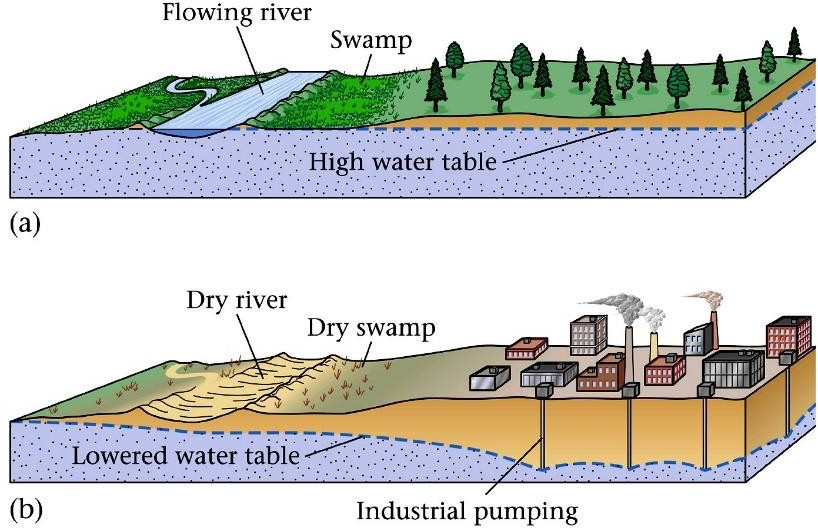 Flowing river
Swamp
High water table
(a)
Dry river
Dry swamp
Lowered water table
(b)
Industrial pumping